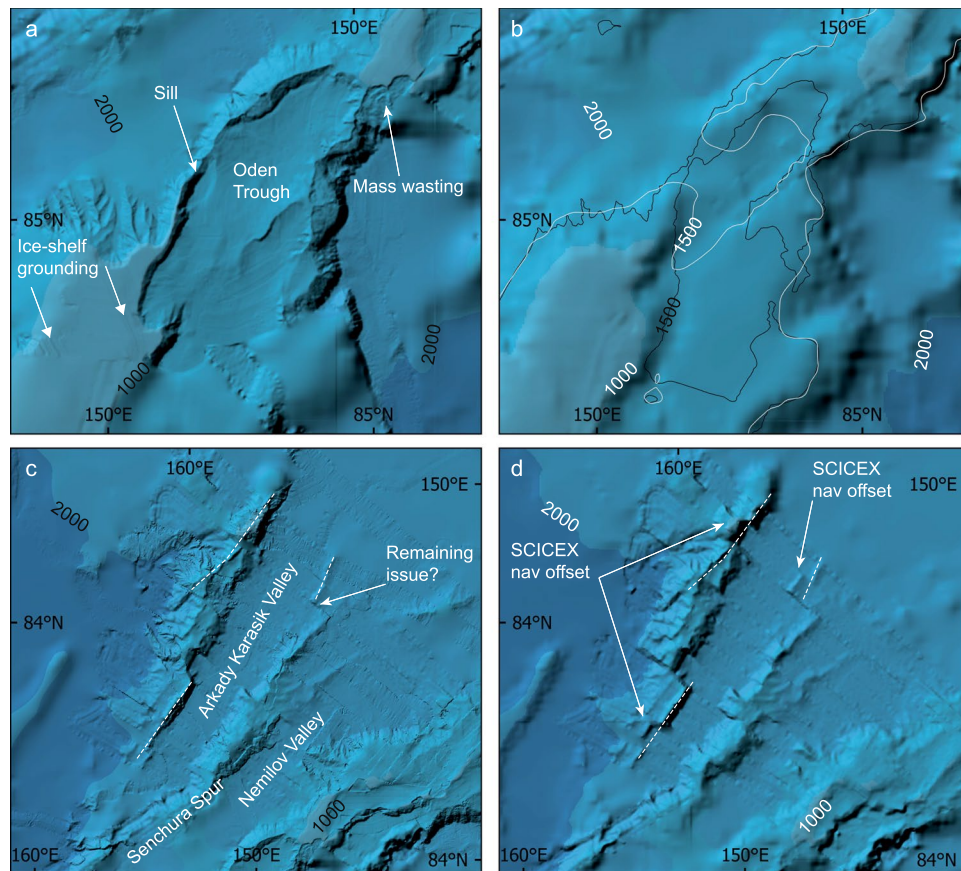 a
150°E
2000
Sill
Oden
Trough
Mass wasting
85°N
Ice-shelf
grounding
2000
1000
150°E
85°N
b
150°E
2000
85°N
1500
1500
1000
2000
150°E
85°N
c
160°E
150°E
2000
Remaining
issue?
84°N
Arkady Karasik Valley
Nemilov Valley
Senchura Spur
1000
160°E
150°E
84°N
d
160°E
SCICEX
nav offset
150°E
2000
SCICEX
nav offset
84°N
1000
160°E
150°E
84°N